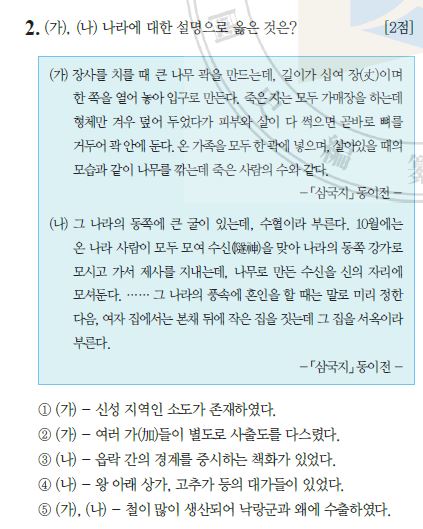 2. (가), (나) 나라에 대한 설명으로 옳은 것은? [2점]
(가) 장사를 치를 때 큰 나무 곽을 만드는데, 길이가 십여 장(丈)이며
한 쪽을 열어 놓아 입구로 만든다. 죽은 자는 모두 가매장을 하는데
형체만 겨우 덮어 두었다가 피부와 살이 다 썩으면 곧바로 뼈를
거두어 곽 안에 둔다. 온 가족을 모두 한 곽에 넣으며, 살아있을 때의
모습과 같이 나무를 깎는데 죽은 사람의 수와 같다.
-「삼국지」동이전-
(나) 그 나라의 동쪽에 큰 굴이 있는데, 수혈이라 부른다. 10월에는
온 나라 사람이 모두 모여 수신(隧神)을 맞아 나라의 동쪽 강가로
모시고 가서 제사를 지내는데, 나무로 만든 수신을 신의 자리에
모셔둔다. …… 그 나라의 풍속에 혼인을 할 때는 말로 미리 정한
다음, 여자 집에서는 본채 뒤에 작은 집을 짓는데 그 집을 서옥이라
부른다.
-「삼국지」동이전-
① (가) - 신성 지역인 소도가 존재하였다.
② (가) - 여러 가(加)들이 별도로 사출도를 다스렸다.
③ (나) - 읍락 간의 경계를 중시하는 책화가 있었다.
④ (나) - 왕 아래 상가, 고추가 등의 대가들이 있었다.
⑤ (가), (나) - 철이 많이 생산되어 낙랑군과 왜에 수출하였다.